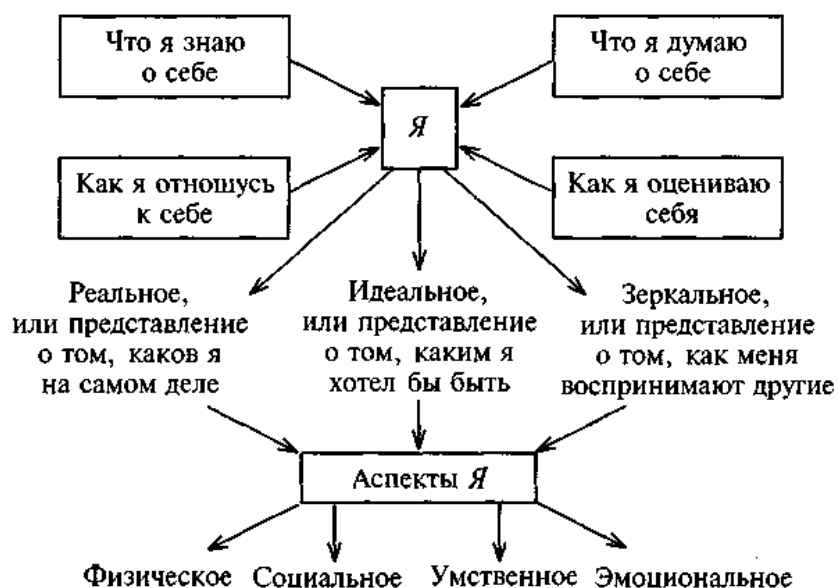 Что я знаю
о себе
Что я думаю
о себе
Я
Как я отношусь
к себе
Как я оцениваю
себя
Реальное,
или представление
о том, каков я
на самом деле
Идеальное,
или представление
о том, каким я
хотел бы быть
Зеркальное,
или представление
о том, как меня
воспринимают другие
Аспекты Я
Физическое Социальное Умственное Эмоциональное